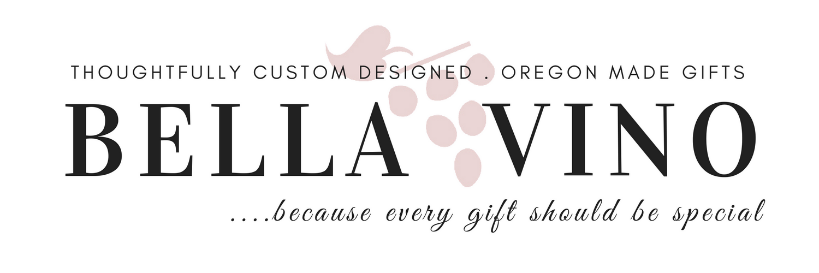 THOUGHTFULLY CUSTOM DESIGNED . OREGON MADE GIFTS
BELLA VINO
....because every gift should be special